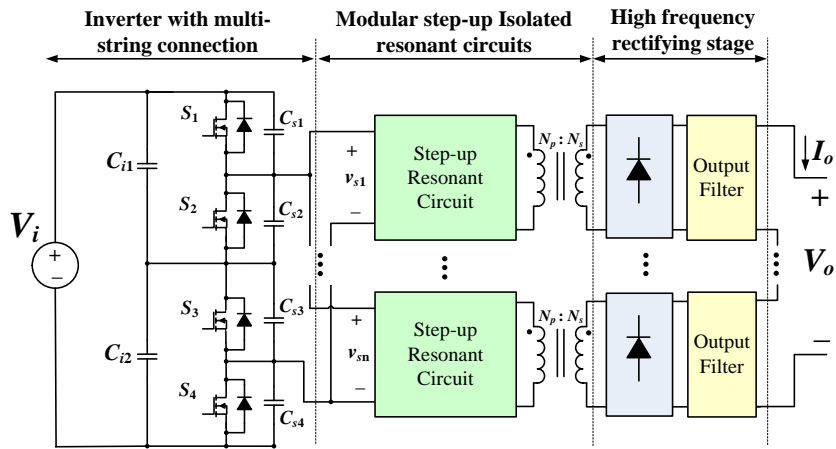 Inverter with multi-
string connection
Modular step-up Isolated
resonant circuits
High frequency
rectifying stage
S1
Cs1
Ci1
S2
Cs2
Vi
+
−
S3
Cs3
Ci2
S4
Cs4
+
vs1
−
Step-up
Resonant
Circuit
Np : Ns
Output
Filter
Io
+
Vo
−
+
vsn
−
Step-up
Resonant
Circuit
Np : Ns
Output
Filter